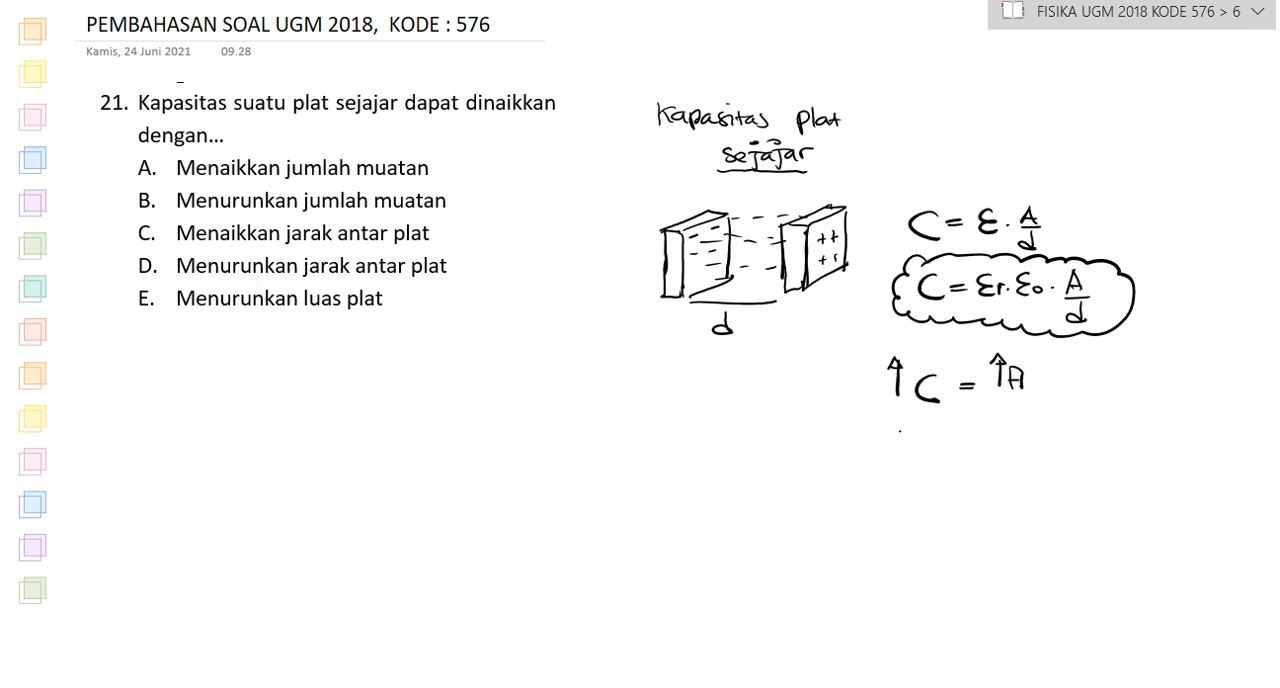 PEMBAHASAN SOAL UGM 2018, KODE : 576
FISIKA UGM 2018 KODE 576 > 6
Kamis, 24 Juni 2021 09.28
21. Kapasitas suatu plat sejajar dapat dinaikkan
dengan...
A. Menaikkan jumlah muatan
B. Menurunkan jumlah muatan
C. Menaikkan jarak antar plat
D. Menurunkan jarak antar plat
E. Menurunkan luas plat
Kapasitas plat
sejajar
++
+
d
C = ε · A/d
C = εr · ε0 · A/d
↑C = ↑A